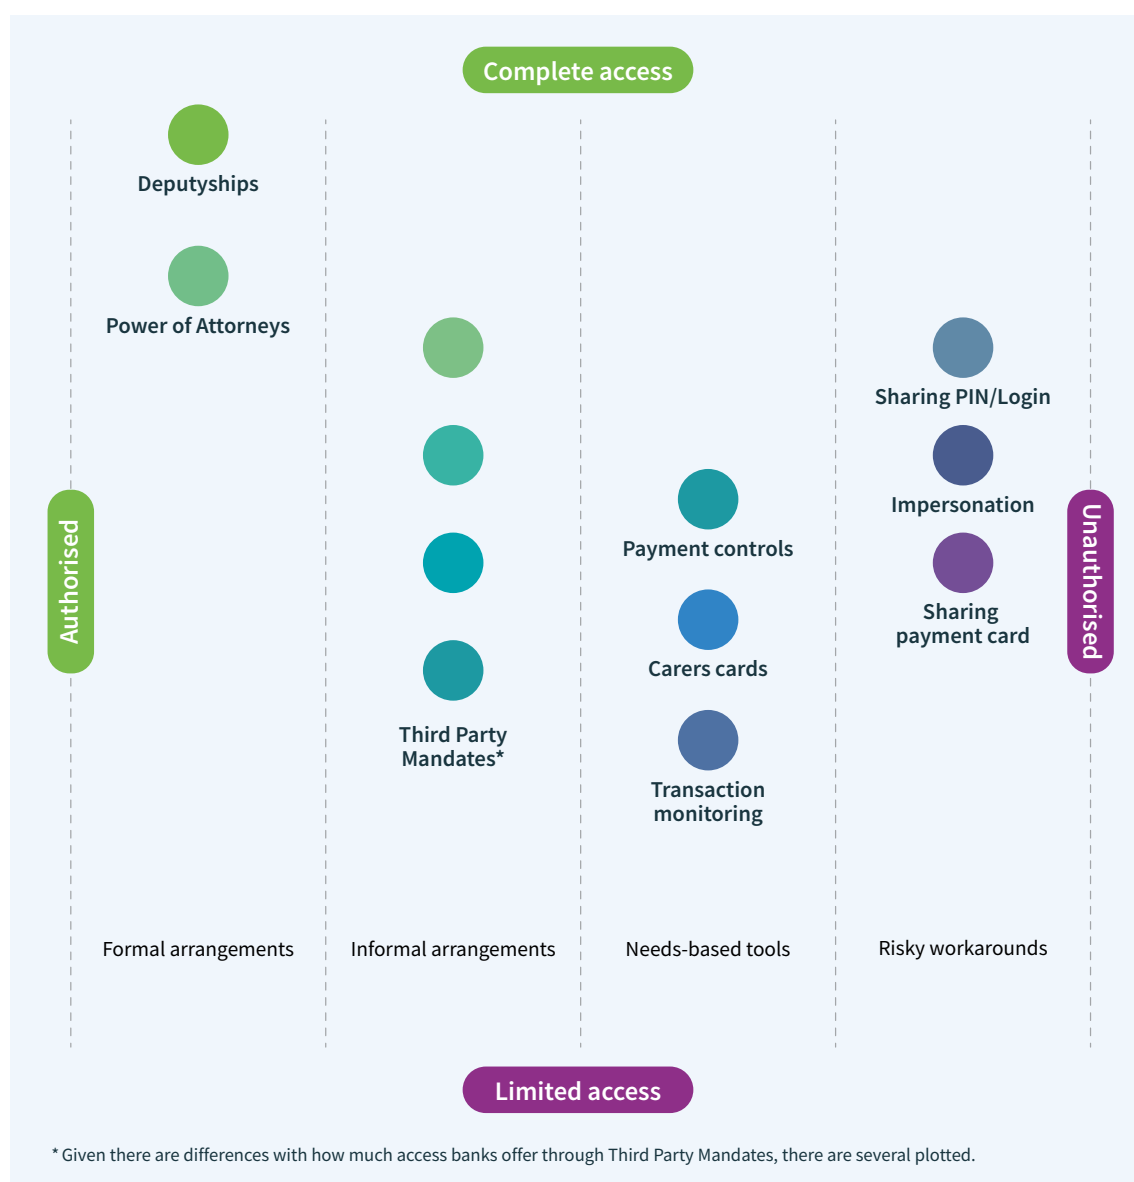 Complete access
Deputyships
Power of Attorneys
Sharing PIN/Login
Impersonation
Authorised
Unauthorised
Payment controls
Sharing
payment card
Carers cards
Third Party
Mandates*
Transaction
monitoring
Formal arrangements
Informal arrangements
Needs-based tools
Risky workarounds
Limited access
* Given there are differences with how much access banks offer through Third Party Mandates, there are several plotted.